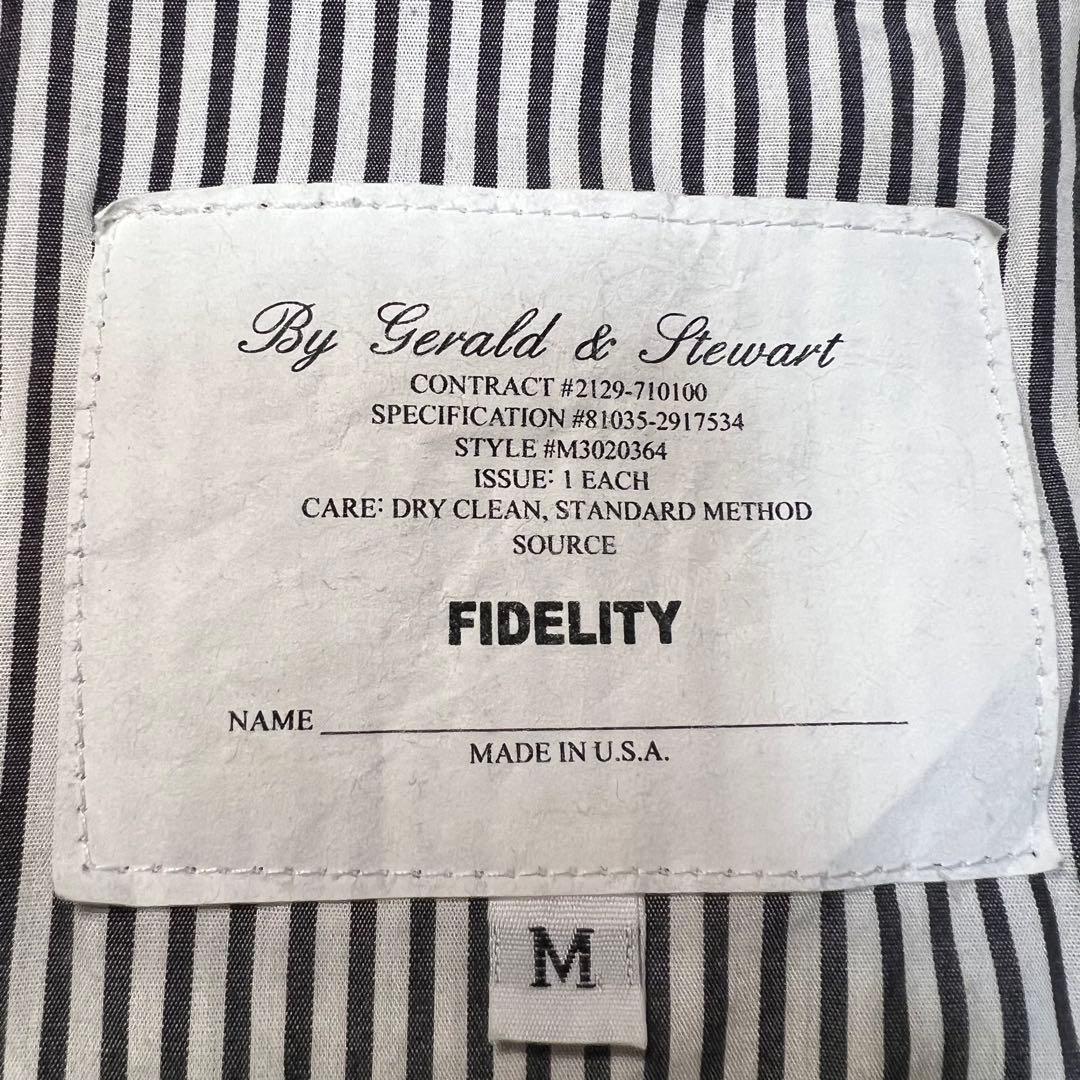 By Gerald & Stewart
CONTRACT #2129-710100
SPECIFICATION #81035-2917534
STYLE #M3020364
ISSUE: 1 EACH
CARE: DRY CLEAN, STANDARD METHOD
SOURCE
FIDELITY
NAME
MADE IN U.S.A.
M